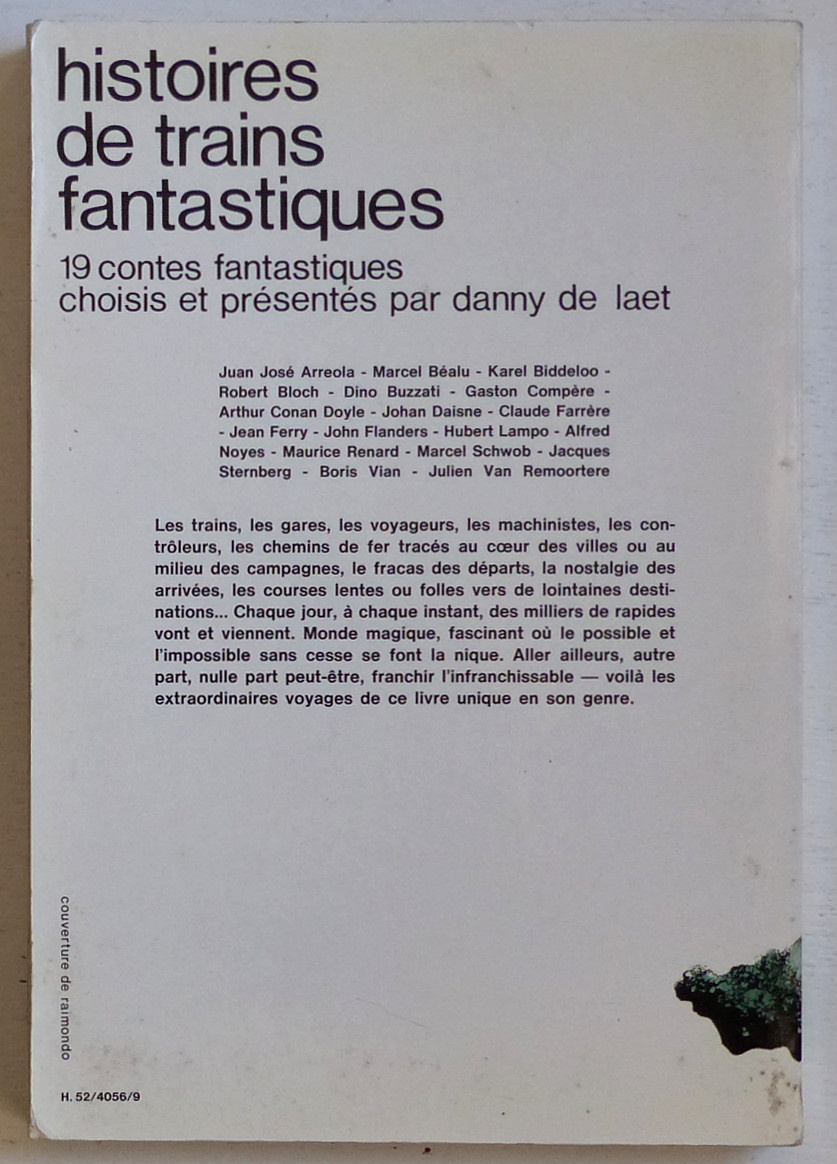 histoires
de trains
fantastiques
19 contes fantastiques
choisis et présentés par danny de laet
Juan José Arreola - Marcel Béalu - Karel Biddeloo -
Robert Bloch - Dino Buzzati - Gaston Compère -
Arthur Conan Doyle - Johan Daisne - Claude Farrère
- Jean Ferry - John Flanders - Hubert Lampo - Alfred
Noyes - Maurice Renard - Marcel Schwob - Jacques
Sternberg - Boris Vian - Julien Van Remoortere
Les trains, les gares, les voyageurs, les machinistes, les con-
trôleurs, les chemins de fer tracés au cœur des villes ou au
milieu des campagnes, le fracas des départs, la nostalgie des
arrivées, les courses lentes ou folles vers de lointaines desti-
nations... Chaque jour, à chaque instant, des milliers de rapides
vont et viennent. Monde magique, fascinant où le possible et
l'impossible sans cesse se font la nique. Aller ailleurs, autre
part, nulle part peut-être, franchir l'infranchissable — voilà les
extraordinaires voyages de ce livre unique en son genre.
couverture de raimondo
H. 52/4056/9